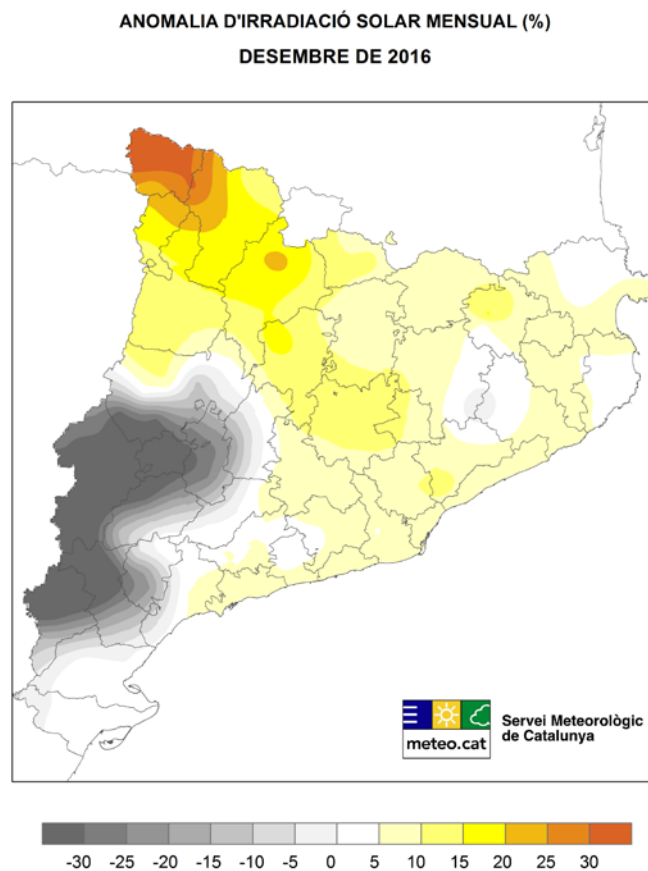 ANOMALIA D'IRRADIACIÓ SOLAR MENSUAL (%)
DESEMBRE DE 2016
meteo.cat
Servei Meteorològic
de Catalunya
-30 -25 -20 -15 -10 -5 0 5 10 15 20 25 30